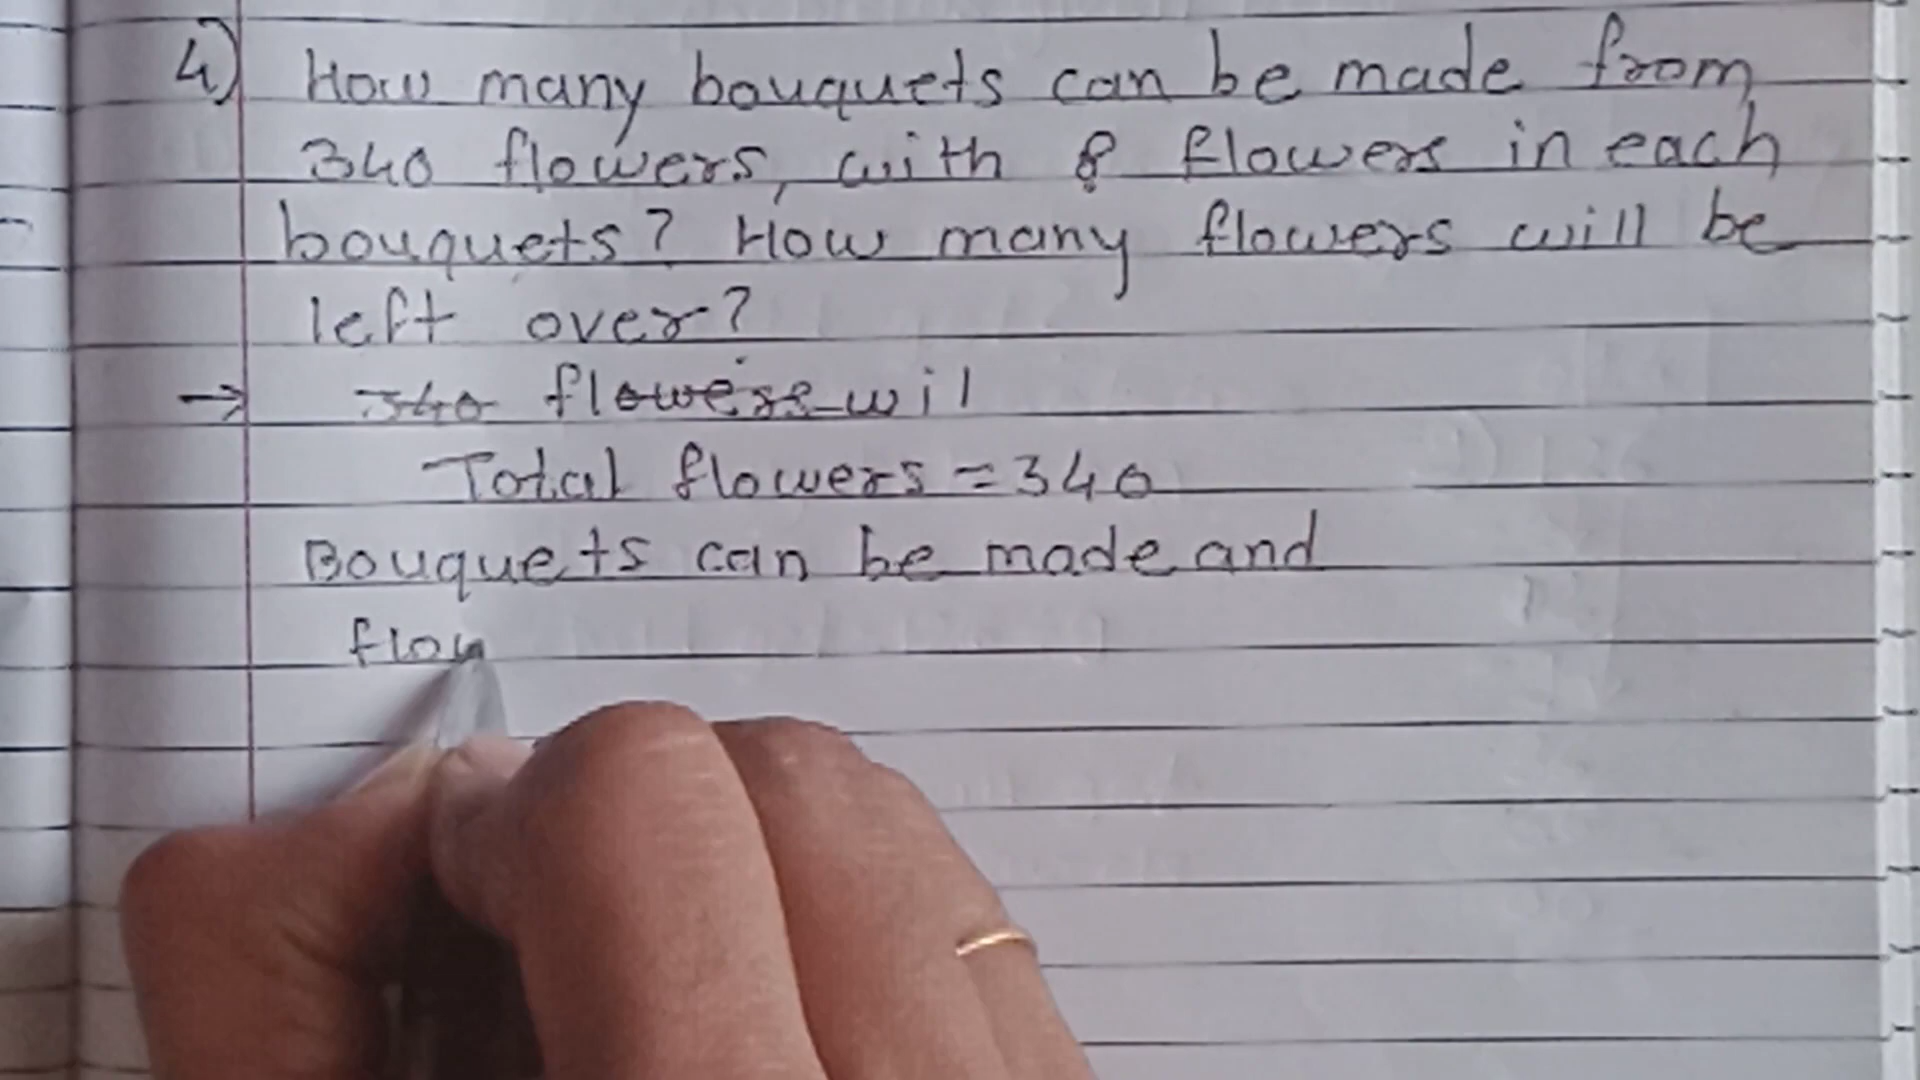 4) How many bouquets can be made from
340 flowers, with 8 flowers in each
bouquets? How many flowers will be
left over?
→ 340 flowers wil
Total flowers = 340
Bouquets can be made and
flow